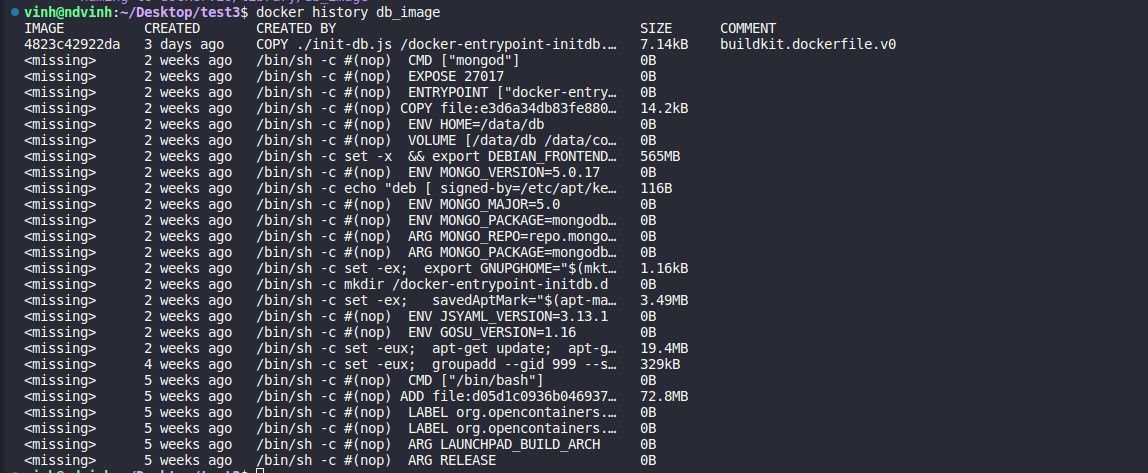 vinh@ndvinh:~/Desktop/test3$ docker history db_image
IMAGE CREATED CREATED BY SIZE COMMENT
4823c42922da 3 days ago COPY ./init-db.js /docker-entrypoint-initdb.… 7.14kB buildkit.dockerfile.v0
<missing> 2 weeks ago /bin/sh -c #(nop) CMD ["mongod"] 0B
<missing> 2 weeks ago /bin/sh -c #(nop) EXPOSE 27017 0B
<missing> 2 weeks ago /bin/sh -c #(nop) ENTRYPOINT ["docker-entry… 0B
<missing> 2 weeks ago /bin/sh -c #(nop) COPY file:e3d6a34db83fe880… 14.2kB
<missing> 2 weeks ago /bin/sh -c #(nop) ENV HOME=/data/db 0B
<missing> 2 weeks ago /bin/sh -c #(nop) VOLUME [/data/db /data/co… 0B
<missing> 2 weeks ago /bin/sh -c set -x && export DEBIAN_FRONTEND… 565MB
<missing> 2 weeks ago /bin/sh -c #(nop) ENV MONGO_VERSION=5.0.17 0B
<missing> 2 weeks ago /bin/sh -c echo "deb [ signed-by=/etc/apt/ke… 116B
<missing> 2 weeks ago /bin/sh -c #(nop) ENV MONGO_MAJOR=5.0 0B
<missing> 2 weeks ago /bin/sh -c #(nop) ENV MONGO_PACKAGE=mongodb… 0B
<missing> 2 weeks ago /bin/sh -c #(nop) ARG MONGO_REPO=repo.mongo… 0B
<missing> 2 weeks ago /bin/sh -c #(nop) ARG MONGO_PACKAGE=mongodb… 0B
<missing> 2 weeks ago /bin/sh -c set -ex; export GNUPGHOME="$(mkt… 1.16kB
<missing> 2 weeks ago /bin/sh -c mkdir /docker-entrypoint-initdb.d 0B
<missing> 2 weeks ago /bin/sh -c set -ex; savedAptMark="$(apt-ma… 3.49MB
<missing> 2 weeks ago /bin/sh -c #(nop) ENV JSYAML_VERSION=3.13.1 0B
<missing> 2 weeks ago /bin/sh -c #(nop) ENV GOSU_VERSION=1.16 0B
<missing> 2 weeks ago /bin/sh -c set -eux; apt-get update; apt-g… 19.4MB
<missing> 4 weeks ago /bin/sh -c set -eux; groupadd --gid 999 --s… 329kB
<missing> 5 weeks ago /bin/sh -c #(nop) CMD ["/bin/bash"] 0B
<missing> 5 weeks ago /bin/sh -c #(nop) ADD file:d05d1c0936b046937… 72.8MB
<missing> 5 weeks ago /bin/sh -c #(nop) LABEL org.opencontainers.… 0B
<missing> 5 weeks ago /bin/sh -c #(nop) LABEL org.opencontainers.… 0B
<missing> 5 weeks ago /bin/sh -c #(nop) ARG LAUNCHPAD_BUILD_ARCH 0B
<missing> 5 weeks ago /bin/sh -c #(nop) ARG RELEASE 0B